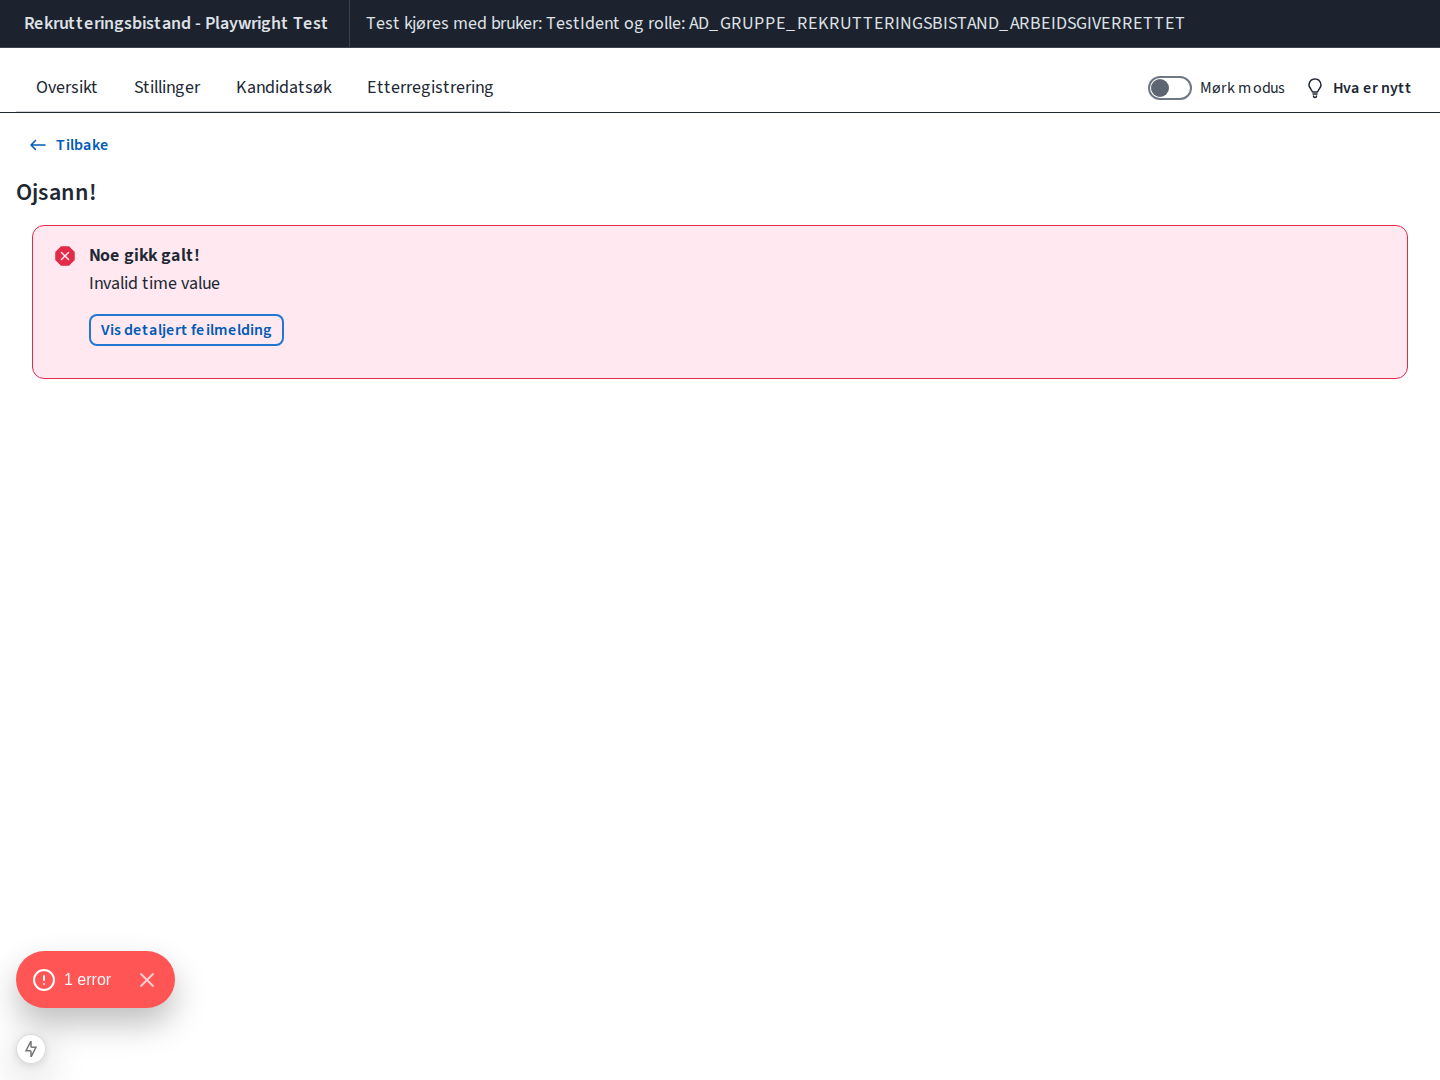 Rekrutteringsbistand - Playwright Test
Test kjøres med bruker: TestIdent og rolle: AD_GRUPPE_REKRUTTERINGSBISTAND_ARBEIDSGIVERRETTET
Oversikt
Stillinger
Kandidatsøk
Etterregistrering
Mørk modus
Hva er nytt
Tilbake
Ojsann!
Noe gikk galt!
Invalid time value
Vis detaljert feilmelding
1 error